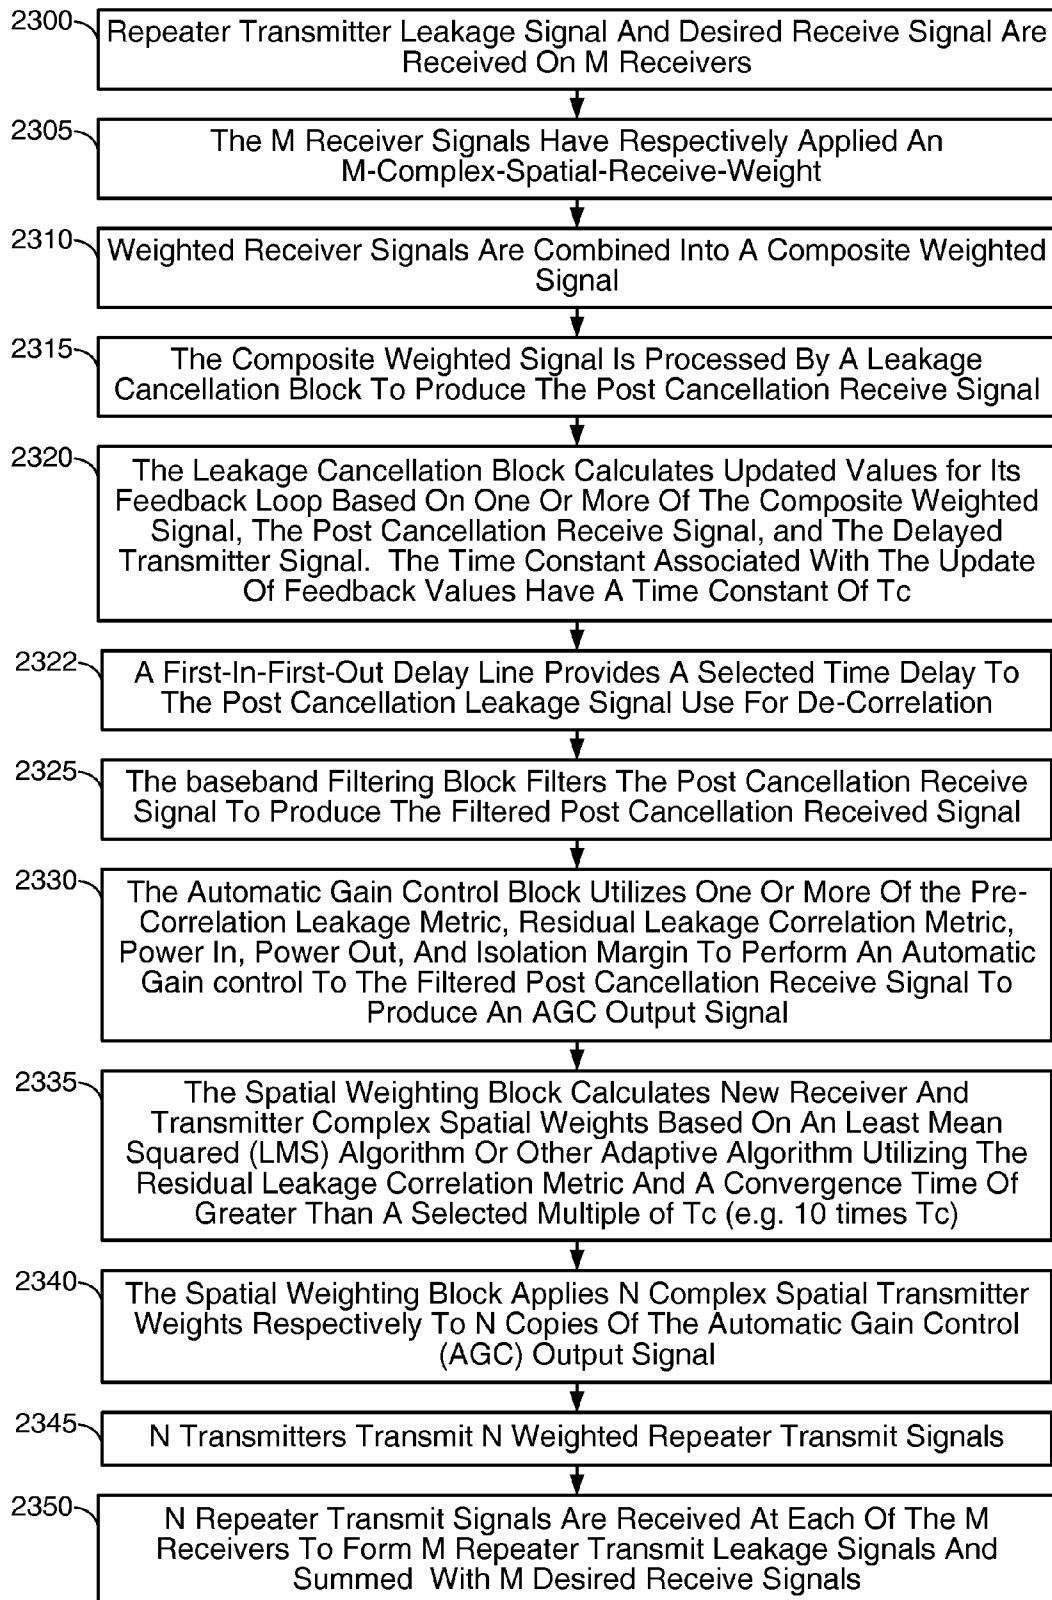 2300
Repeater Transmitter Leakage Signal And Desired Receive Signal Are
Received On M Receivers
2305
The M Receiver Signals Have Respectively Applied An
M-Complex-Spatial-Receive-Weight
2310
Weighted Receiver Signals Are Combined Into A Composite Weighted
Signal
2315
The Composite Weighted Signal Is Processed By A Leakage
Cancellation Block To Produce The Post Cancellation Receive Signal
2320
The Leakage Cancellation Block Calculates Updated Values for Its
Feedback Loop Based On One Or More Of The Composite Weighted
Signal, The Post Cancellation Receive Signal, and The Delayed
Transmitter Signal.  The Time Constant Associated With The Update
Of Feedback Values Have A Time Constant Of Tc
2322
A First-In-First-Out Delay Line Provides A Selected Time Delay To
The Post Cancellation Leakage Signal Use For De-Correlation
2325
The baseband Filtering Block Filters The Post Cancellation Receive
Signal To Produce The Filtered Post Cancellation Received Signal
2330
The Automatic Gain Control Block Utilizes One Or More Of the Pre-
Correlation Leakage Metric, Residual Leakage Correlation Metric,
Power In, Power Out, And Isolation Margin To Perform An Automatic
Gain control To The Filtered Post Cancellation Receive Signal To
Produce An AGC Output Signal
2335
The Spatial Weighting Block Calculates New Receiver And
Transmitter Complex Spatial Weights Based On An Least Mean
Squared (LMS) Algorithm Or Other Adaptive Algorithm Utilizing The
Residual Leakage Correlation Metric And A Convergence Time Of
Greater Than A Selected Multiple of Tc (e.g. 10 times Tc)
2340
The Spatial Weighting Block Applies N Complex Spatial Transmitter
Weights Respectively To N Copies Of The Automatic Gain Control
(AGC) Output Signal
2345
N Transmitters Transmit N Weighted Repeater Transmit Signals
2350
N Repeater Transmit Signals Are Received At Each Of The M
Receivers To Form M Repeater Transmit Leakage Signals And
Summed  With M Desired Receive Signals